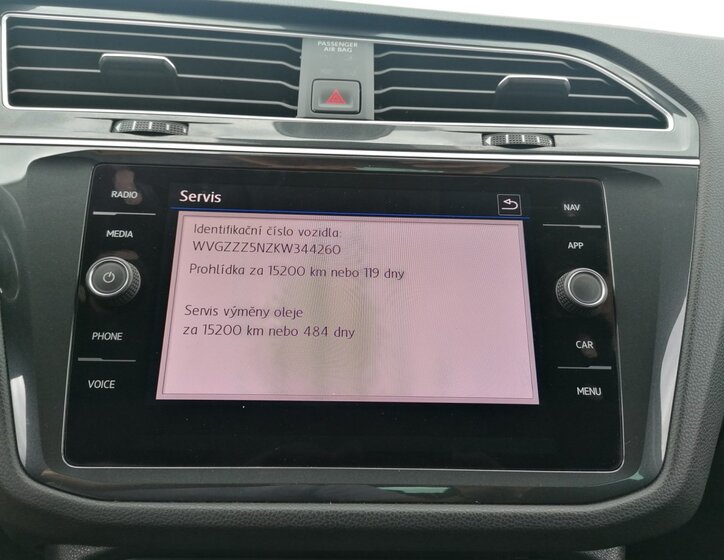 PASSENGER
AIR BAG
RADIO
MEDIA
PHONE
VOICE
Servis
Identifikační číslo vozidla:
WVGZZZ5NZKW344260
Prohlídka za 15200 km nebo 119 dny
Servis výměny oleje
za 15200 km nebo 484 dny
NAV
APP
CAR
MENU